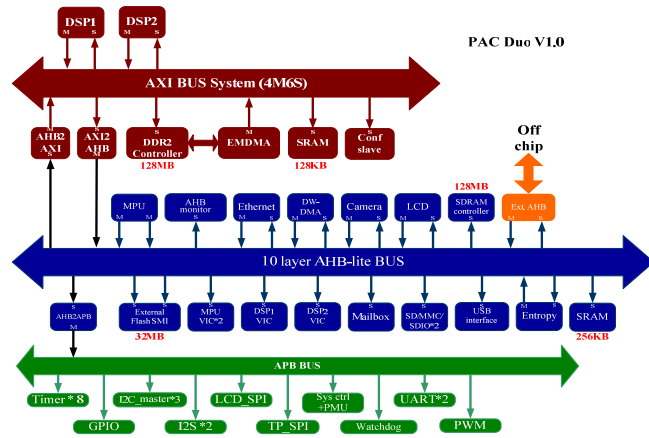 DSP1
DSP2
M
S
M
S
PAC Duo V1.0
AXI BUS System (4M6S)
M
S
S
M
S
S
AHB2
AXI
S
AXI2
AHB
M
DDR2
Controller
EMDMA
SRAM
Conf
slave
128MB
128KB
Off
chip
128MB
MPU
AHB
monitor
Ethernet
DW-
DMA
Camera
LCD
SDRAM
controller
Ext. AHB
M
M
S
M
S
M
S
M
S
M
S
S
M
S
10 layer AHB-lite BUS
S
AHB2APB
M
S
S
External
Flash SMI
S
MPU
VIC*2
S
DSP1
VIC
S
DSP2
VIC
S
Mailbox
S
SD/MMC/
SDIO*2
S
USB
interface
M
S
Entropy
S
SRAM
32MB
256KB
APB BUS
Timer * 8
I2C_master*3
LCD_SPI
Sys ctrl
+PMU
UART*2
GPIO
I2S *2
TP_SPI
Watchdog
PWM